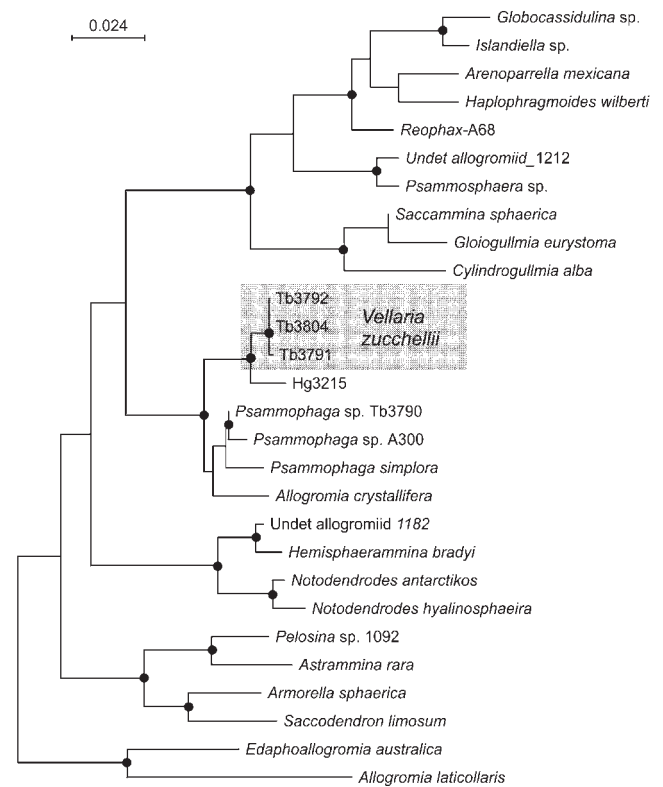 0.024
Globocassidulina sp.
Islandiella sp.
Arenoparrella mexicana
Haplophragmoides wilberti
Reophax-A68
Undet allogromiid_1212
Psammosphaera sp.
Saccammina sphaerica
Gloiogullmia eurystoma
Cylindrogullmia alba
Tb3792
Tb3804
Tb3791
Vellaria
zucchellii
Hg3215
Psammophaga sp. Tb3790
Psammophaga sp. A300
Psammophaga simplora
Allogromia crystallifera
Undet allogromiid 1182
Hemisphaerammina bradyi
Notodendrodes antarctikos
Notodendrodes hyalinosphaeira
Pelosina sp. 1092
Astrammina rara
Armorella sphaerica
Saccodendron limosum
Edaphoallogromia australica
Allogromia laticollaris